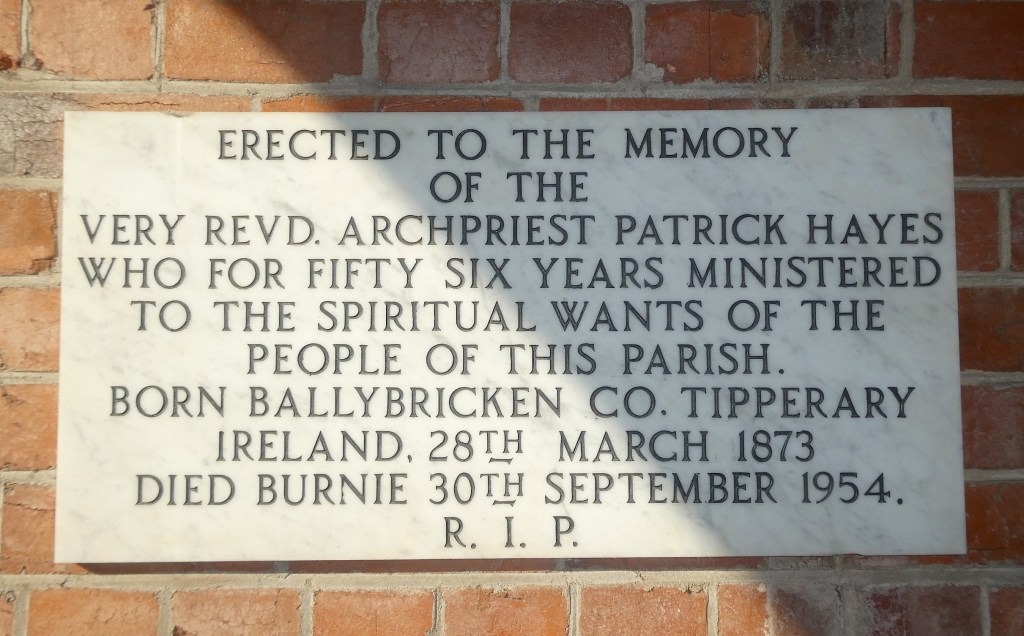 ERECTED TO THE MEMORY
OF THE
VERY REVD. ARCHPRIEST PATRICK HAYES
WHO FOR FIFTY SIX YEARS MINISTERED
TO THE SPIRITUAL WANTS OF THE
PEOPLE OF THIS PARISH.
BORN BALLYBRICKEN CO. TIPPERARY
IRELAND, 28TH MARCH 1873
DIED BURNIE 30TH SEPTEMBER 1954.
R. I. P.